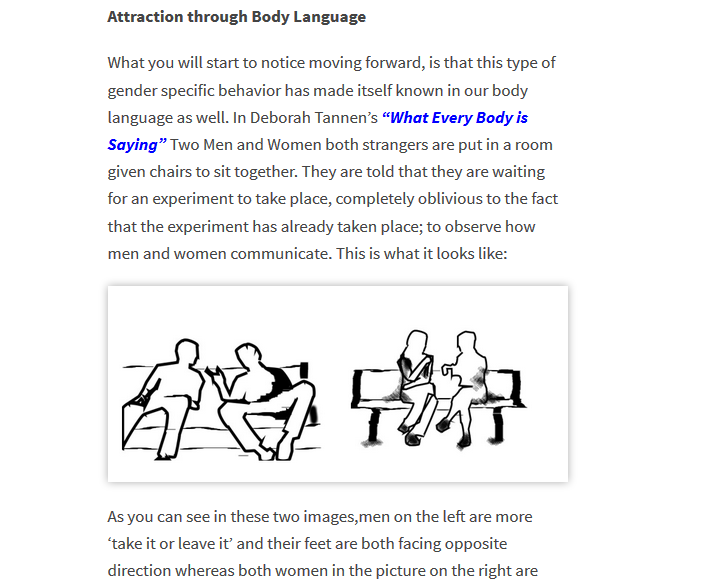 Attraction through Body Language
What you will start to notice moving forward, is that this type of
gender specific behavior has made itself known in our body
language as well. In Deborah Tannen’s “What Every Body is
Saying” Two Men and Women both strangers are put in a room
given chairs to sit together. They are told that they are waiting
for an experiment to take place, completely oblivious to the fact
that the experiment has already taken place; to observe how
men and women communicate. This is what it looks like:
As you can see in these two images,men on the left are more
‘take it or leave it’ and their feet are both facing opposite
direction whereas both women in the picture on the right are